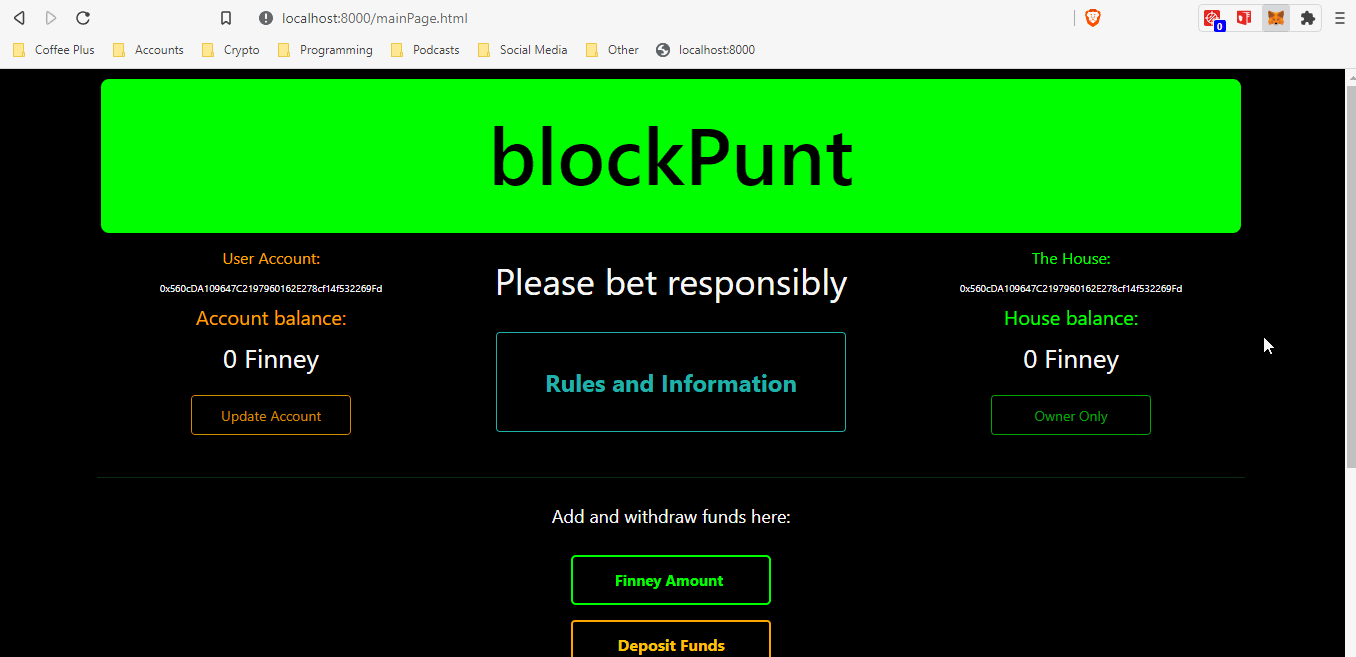 localhost:8000/mainPage.html
0
Coffee Plus Accounts Crypto Programming Podcasts Social Media Other localhost:8000
blockPunt
User Account:
0x560cDA109647C2197960162E278cf14f532269Fd
Account balance:
0 Finney
Update Account
Please bet responsibly
Rules and Information
The House:
0x560cDA109647C2197960162E278cf14f532269Fd
House balance:
0 Finney
Owner Only
Add and withdraw funds here:
Finney Amount
Deposit Funds